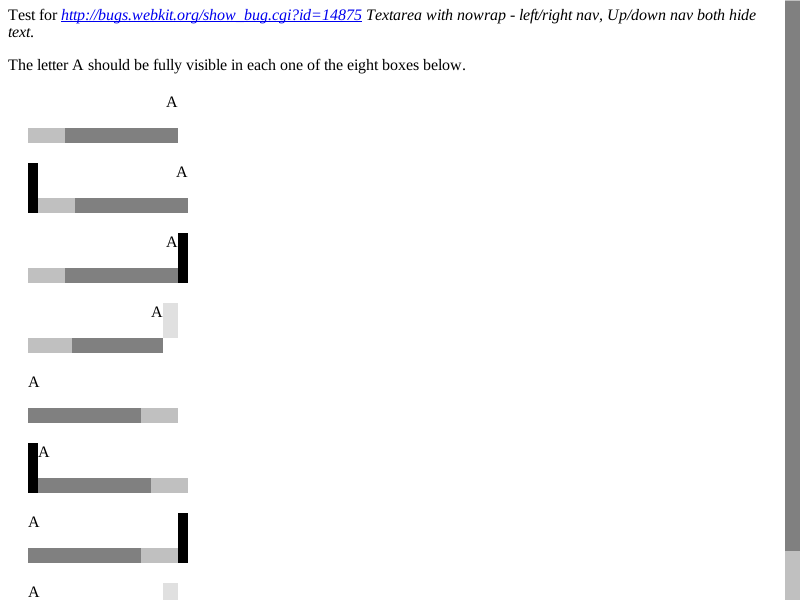 Test for http://bugs.webkit.org/show_bug.cgi?id=14875 Textarea with nowrap - left/right nav, Up/down nav both hide
text.
The letter A should be fully visible in each one of the eight boxes below.
A
A
A
A
A
A
A
A